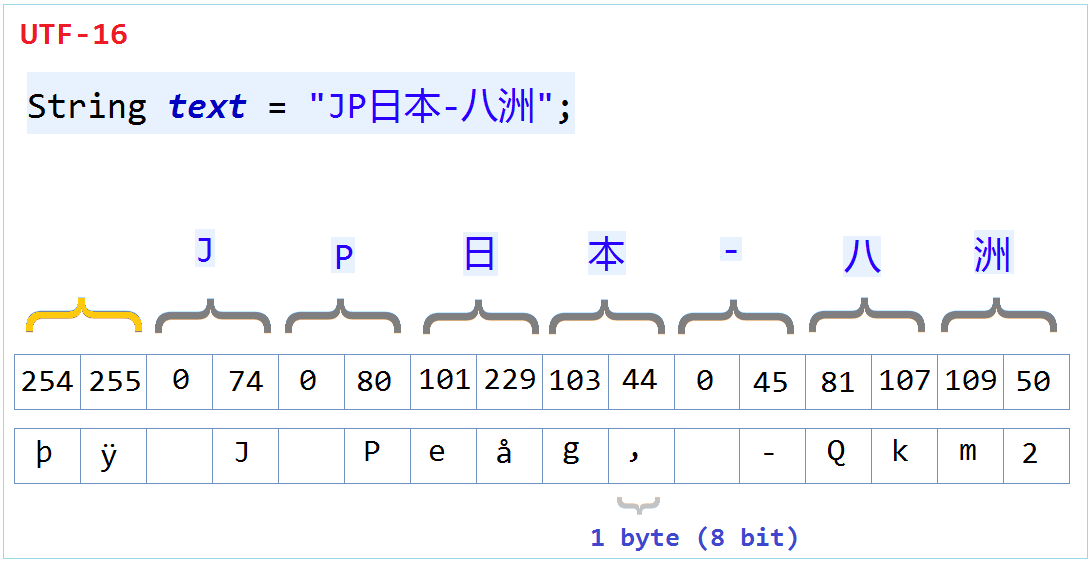 UTF-16
String text = "JP日本-八洲";
J P 日 本 - 八 洲
254 255 0 74 0 80 101 229 103 44 0 45 81 107 109 50
þ ÿ J P e å g , - Q k m 2
1 byte (8 bit)